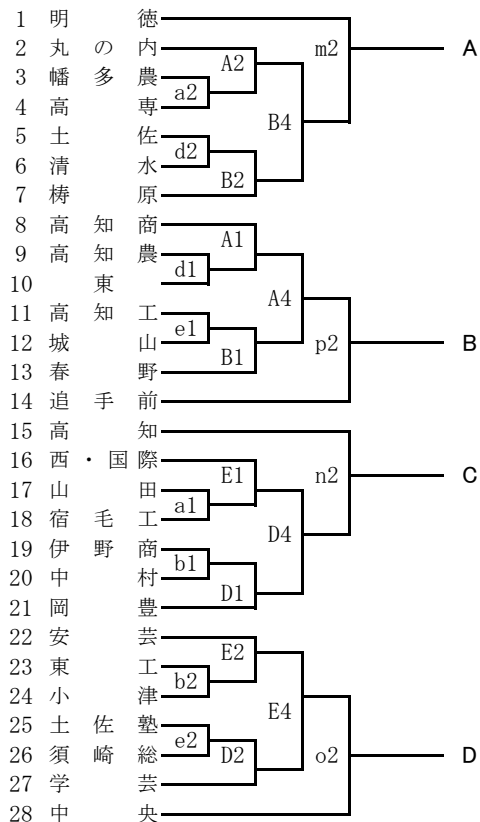 1 明徳
2 丸の内
3 幡多農
4 高専
5 土佐
6 清水
7 梼原
8 高知商
9 高知農
10 東
11 高知工
12 城山
13 春野
14 追手前
15 高知
16 西・国際
17 山田
18 宿毛工
19 伊野商
20 中村
21 岡豊
22 安芸
23 東工
24 小津
25 土佐塾
26 須崎総
27 学芸
28 中央
a2
d2
d1
e1
a1
b1
b2
e2
A2
B2
A1
B1
E1
D1
E2
D2
B4
A4
D4
E4
m2
p2
n2
o2
A
B
C
D